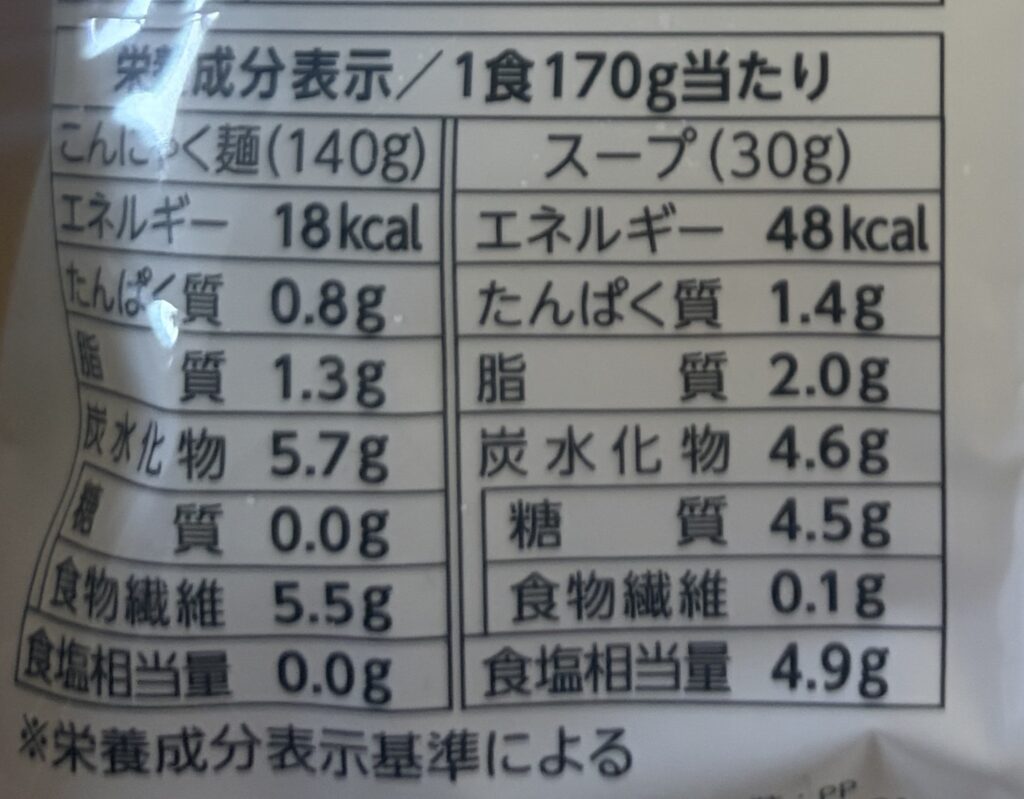 栄養成分表示/1食170g当たり
こんにゃく麺(140g)
エネルギー 18kcal
たんぱく質 0.8g
脂質 1.3g
炭水化物 5.7g
糖質 0.0g
食物繊維 5.5g
食塩相当量 0.0g
スープ(30g)
エネルギー 48kcal
たんぱく質 1.4g
脂質 2.0g
炭水化物 4.6g
糖質 4.5g
食物繊維 0.1g
食塩相当量 4.9g
※栄養成分表示基準による
PP